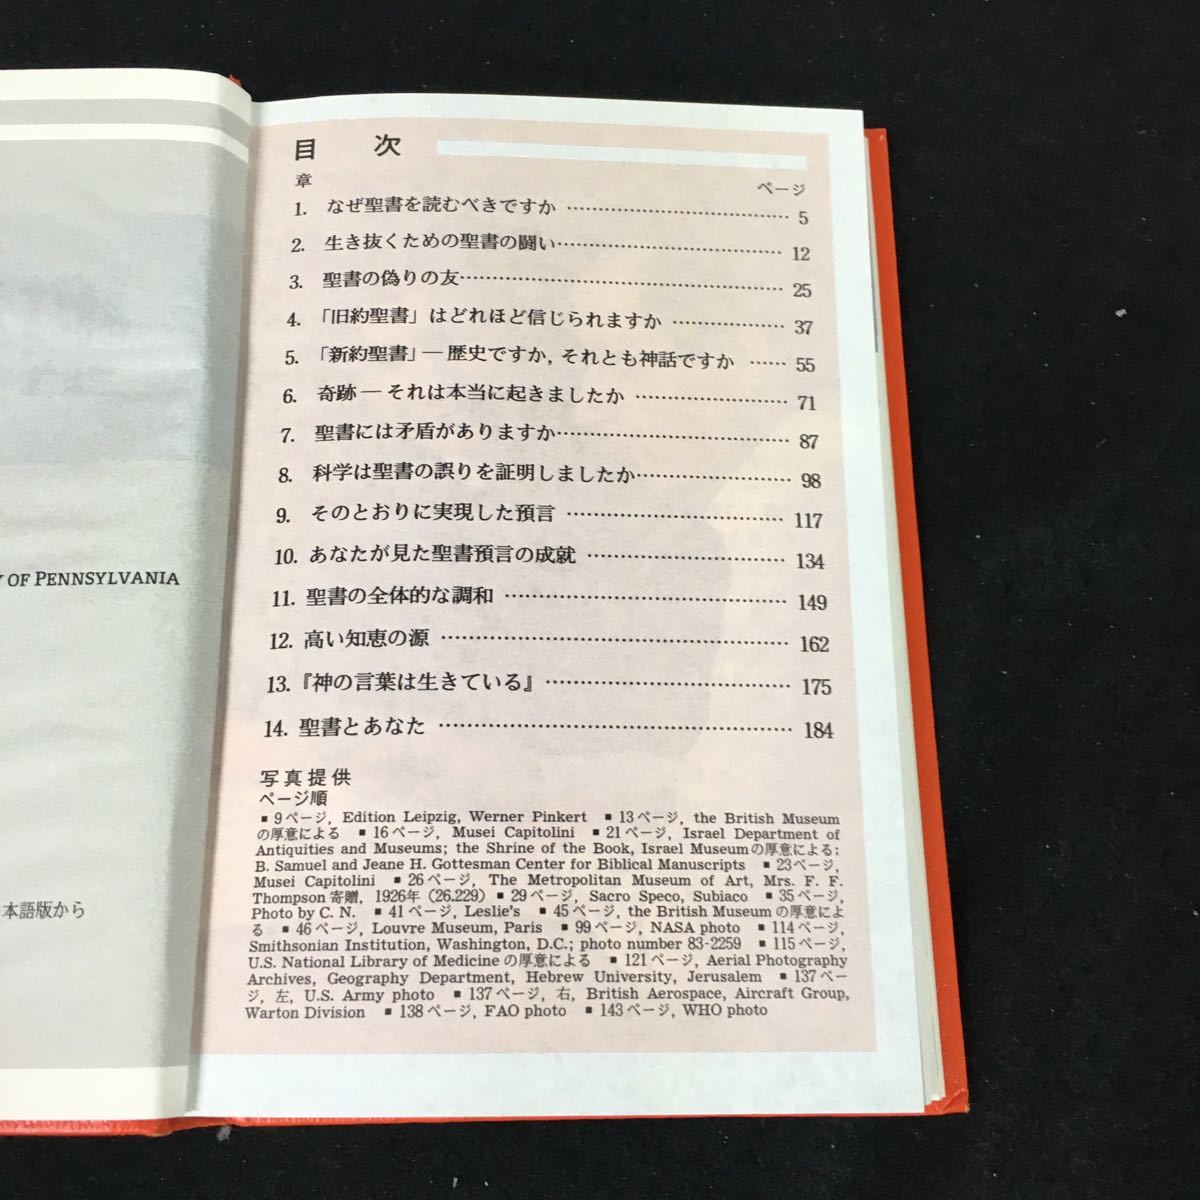 Y OF PENNSYLVANIA
本語版から
目 次
章 ページ
1. なぜ聖書を読むべきですか …… 5
2. 生き抜くための聖書の闘い …… 12
3. 聖書の偽りの友 …… 25
4. 「旧約聖書」はどれほど信じられますか …… 37
5. 「新約聖書」― 歴史ですか, それとも神話ですか …… 55
6. 奇跡 ― それは本当に起きましたか …… 71
7. 聖書には矛盾がありますか …… 87
8. 科学は聖書の誤りを証明しましたか …… 98
9. そのとおりに実現した預言 …… 117
10. あなたが見た聖書預言の成就 …… 134
11. 聖書の全体的な調和 …… 149
12. 高い知恵の源 …… 162
13. 『神の言葉は生きている』 …… 175
14. 聖書とあなた …… 184
写真提供
ページ順
▪ 9ページ, Edition Leipzig, Werner Pinkert ▪ 13ページ, the British Museum
の厚意による ▪ 16ページ, Musei Capitolini ▪ 21ページ, Israel Department of
Antiquities and Museums; the Shrine of the Book, Israel Museumの厚意による;
B. Samuel and Jeane H. Gottesman Center for Biblical Manuscripts ▪ 23ページ,
Musei Capitolini ▪ 26ページ, The Metropolitan Museum of Art, Mrs. F. F.
Thompson 寄贈, 1926年 (26.229) ▪ 29ページ, Sacro Speco, Subiaco ▪ 35ページ,
Photo by C. N. ▪ 41ページ, Leslie's ▪ 45ページ, the British Museum の厚意によ
る ▪ 46ページ, Louvre Museum, Paris ▪ 99ページ, NASA photo ▪ 114ページ,
Smithsonian Institution, Washington, D.C.; photo number 83-2259 ▪ 115ページ,
U.S. National Library of Medicine の厚意による ▪ 121ページ, Aerial Photography
Archives, Geography Department, Hebrew University, Jerusalem ▪ 137ペー
ジ, 左, U.S. Army photo ▪ 137ページ, 右, British Aerospace, Aircraft Group,
Warton Division ▪ 138ページ, FAO photo ▪ 143ページ, WHO photo